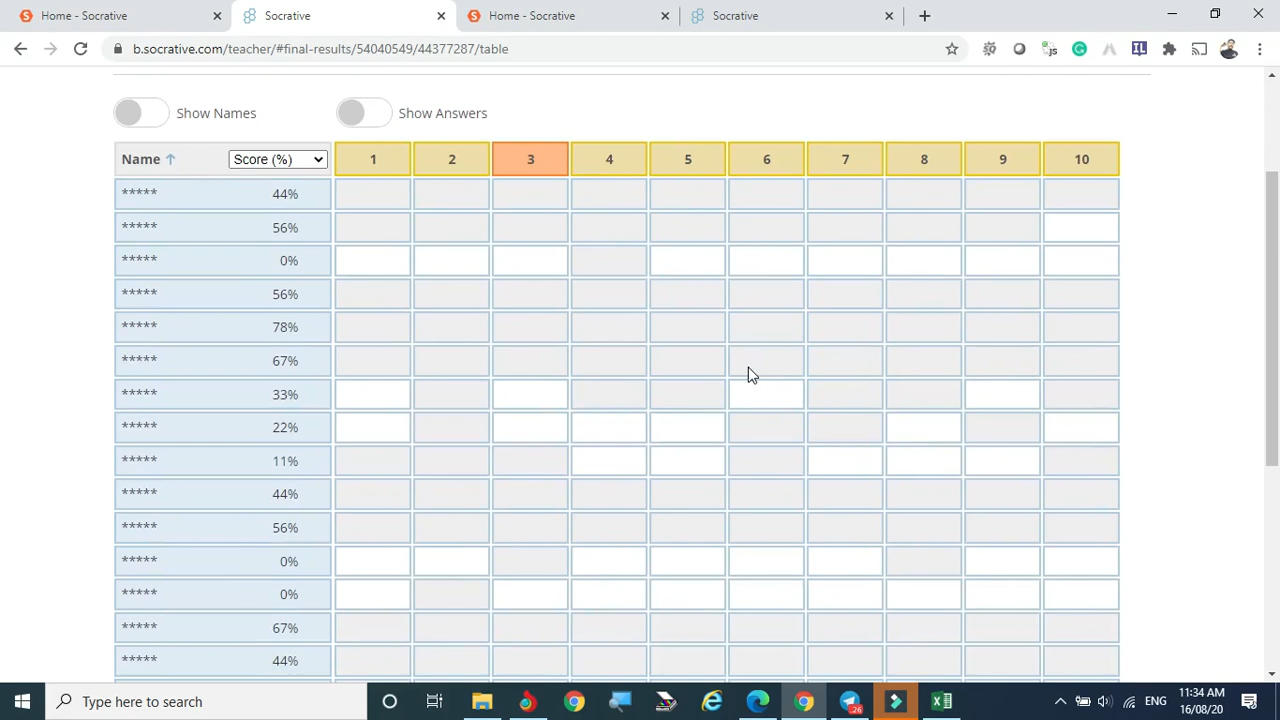 Home - Socrative
Socrative
Home - Socrative
Socrative
b.socrative.com/teacher/#final-results/54040549/44377287/table
Show Names
Show Answers
Name Score (%) 1 2 3 4 5 6 7 8 9 10
***** 44%
***** 56%
***** 0%
***** 56%
***** 78%
***** 67%
***** 33%
***** 22%
***** 11%
***** 44%
***** 56%
***** 0%
***** 0%
***** 67%
***** 44%
Type here to search
26
ENG
11:34 AM
16/08/20